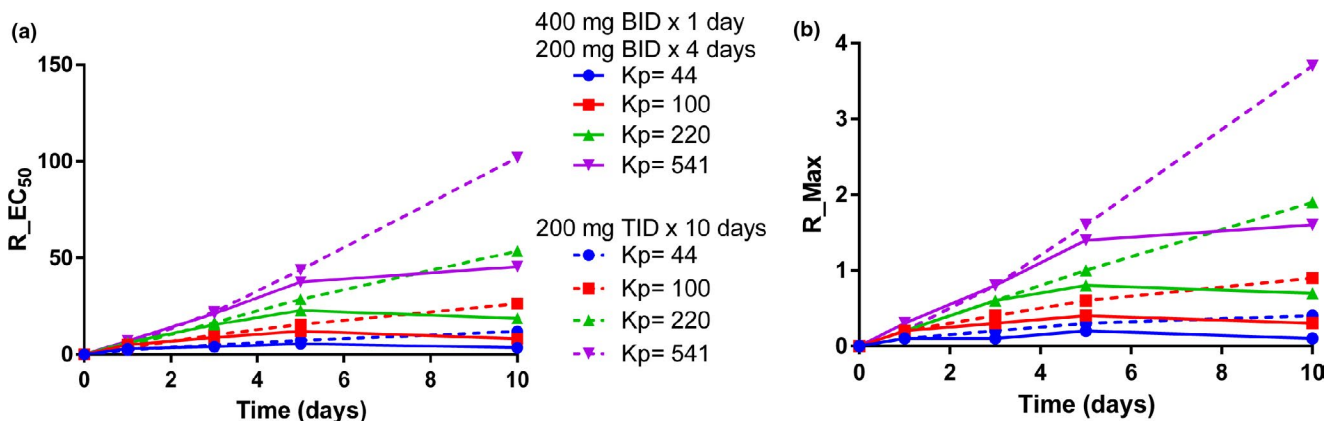 (a)
R_EC50
150
100
50
0
0 2 4 6 8 10
Time (days)
400 mg BID x 1 day
200 mg BID x 4 days
Kp= 44
Kp= 100
Kp= 220
Kp= 541
200 mg TID x 10 days
Kp= 44
Kp= 100
Kp= 220
Kp= 541
(b)
R_Max
4
3
2
1
0
0 2 4 6 8 10
Time (days)